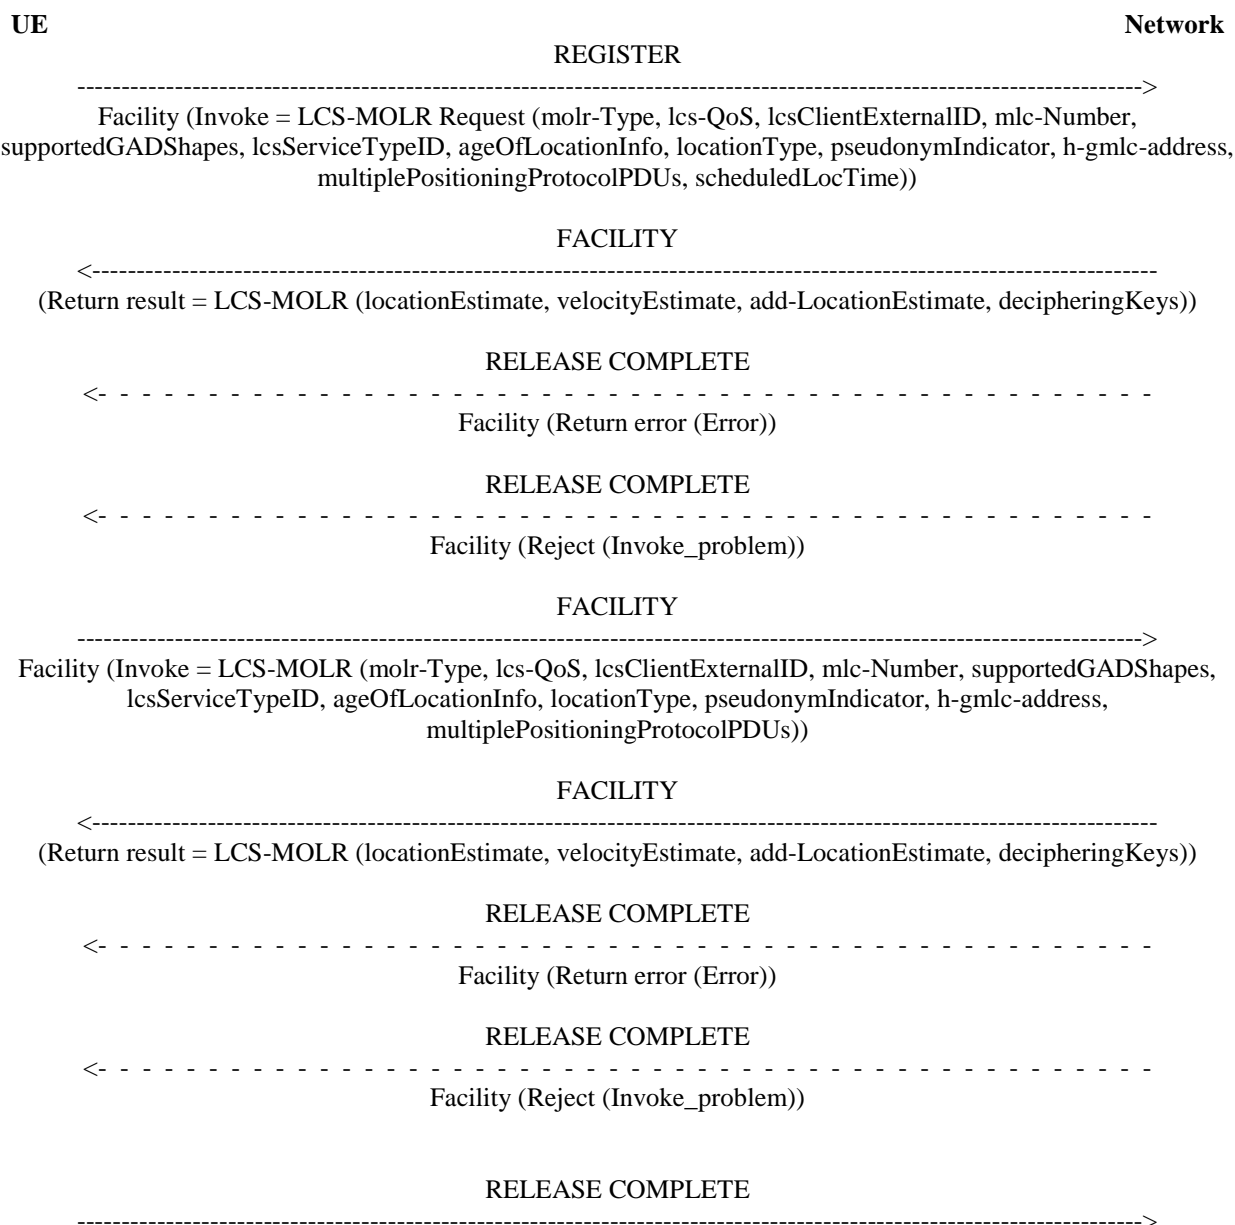 UE Network
REGISTER
------------------------------------------------------------------------------------------------------------------------->
Facility (Invoke = LCS-MOLR Request (molr-Type, lcs-QoS, lcsClientExternalID, mlc-Number,
supportedGADShapes, lcsServiceTypeID, ageOfLocationInfo, locationType, pseudonymIndicator, h-gmlc-address,
multiplePositioningProtocolPDUs, scheduledLocTime))
FACILITY
<-------------------------------------------------------------------------------------------------------------------------
(Return result = LCS-MOLR (locationEstimate, velocityEstimate, add-LocationEstimate, decipheringKeys))
RELEASE COMPLETE
<- - - - - - - - - - - - - - - - - - - - - - - - - - - - - - - - - - - - - - - - - - - - - - - - - - - - - - - - -
Facility (Return error (Error))
RELEASE COMPLETE
<- - - - - - - - - - - - - - - - - - - - - - - - - - - - - - - - - - - - - - - - - - - - - - - - - - - - - - - - -
Facility (Reject (Invoke_problem))
FACILITY
------------------------------------------------------------------------------------------------------------------------->
Facility (Invoke = LCS-MOLR (molr-Type, lcs-QoS, lcsClientExternalID, mlc-Number, supportedGADShapes,
lcsServiceTypeID, ageOfLocationInfo, locationType, pseudonymIndicator, h-gmlc-address,
multiplePositioningProtocolPDUs))
FACILITY
<-------------------------------------------------------------------------------------------------------------------------
(Return result = LCS-MOLR (locationEstimate, velocityEstimate, add-LocationEstimate, decipheringKeys))
RELEASE COMPLETE
<- - - - - - - - - - - - - - - - - - - - - - - - - - - - - - - - - - - - - - - - - - - - - - - - - - - - - - - - -
Facility (Return error (Error))
RELEASE COMPLETE
<- - - - - - - - - - - - - - - - - - - - - - - - - - - - - - - - - - - - - - - - - - - - - - - - - - - - - - - - -
Facility (Reject (Invoke_problem))
RELEASE COMPLETE
------------------------------------------------------------------------------------------------------------------------->